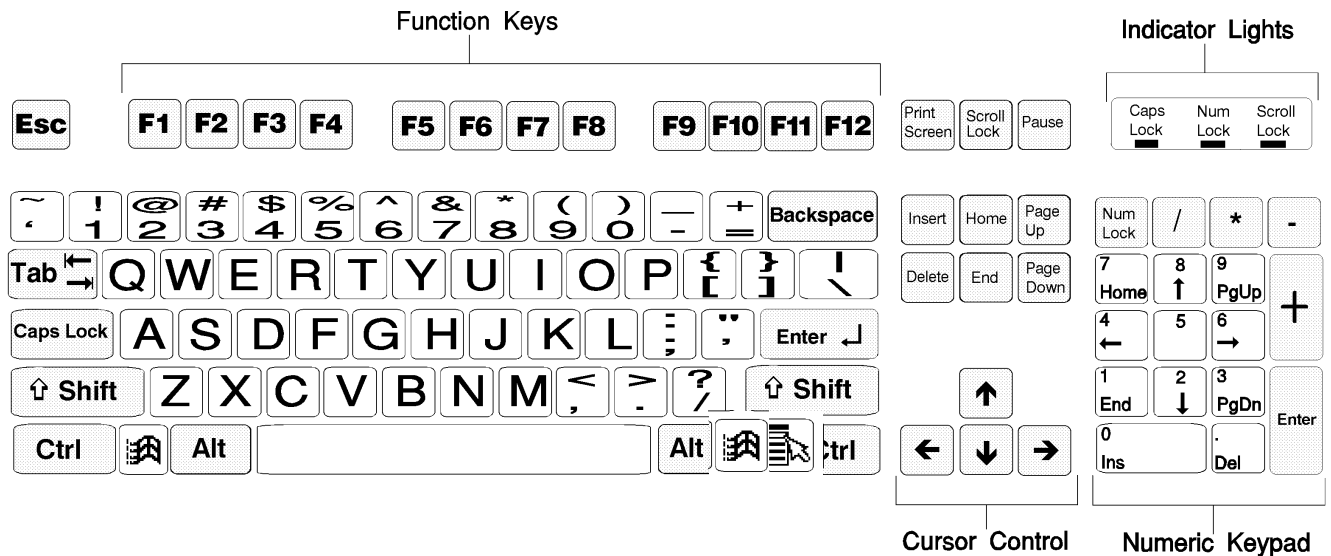 Function Keys
Indicator Lights
Esc F1 F2 F3 F4 F5 F6 F7 F8 F9 F10 F11 F12
Print Screen
Scroll Lock
Pause
Caps Lock
Num Lock
Scroll Lock
~ ! @ # $ % ^ & * ( ) — +
‘ 1 2 3 4 5 6 7 8 9 0 - = Backspace
Insert Home Page Up
Num Lock / * -
Tab Q W E R T Y U I O P { [ } ] | \
Delete End Page Down
7 Home
8 ↑
9 PgUp
+
Caps Lock A S D F G H J K L : ; " ' Enter ↵
4 ←
5
6 →
⇧ Shift Z X C V B N M < , > . ? / ⇧ Shift
↑
1 End
2 ↓
3 PgDn
Enter
Ctrl Alt Alt trl
← ↓ →
0 Ins
. Del
Cursor Control
Numeric Keypad